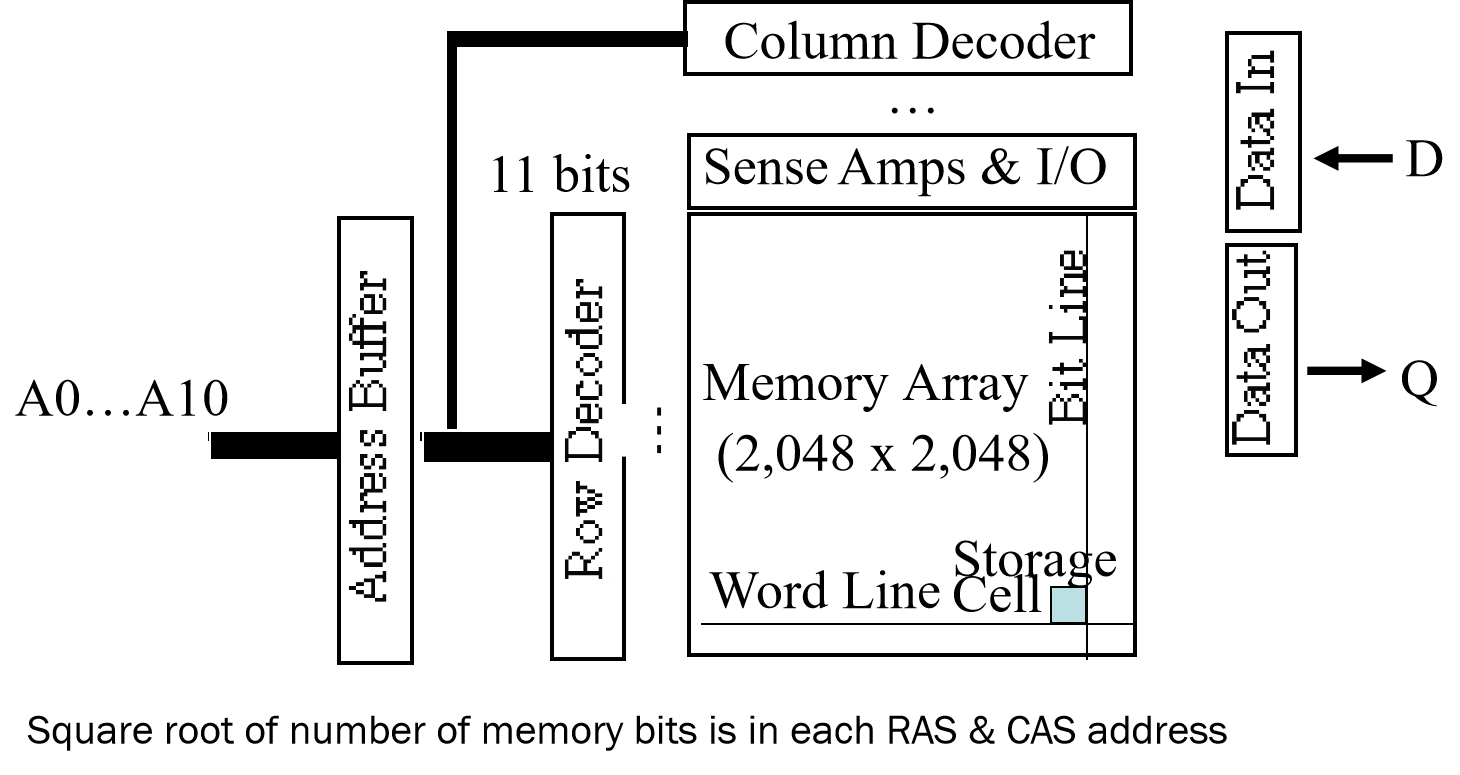 Column Decoder
…
Data In
D
Sense Amps & I/O
11 bits
Address Buffer
Row Decoder
Bit Line
Data Out
Q
A0…A10
…
Memory Array
(2,048 x 2,048)
Storage
Word Line Cell
Square root of number of memory bits is in each RAS & CAS address